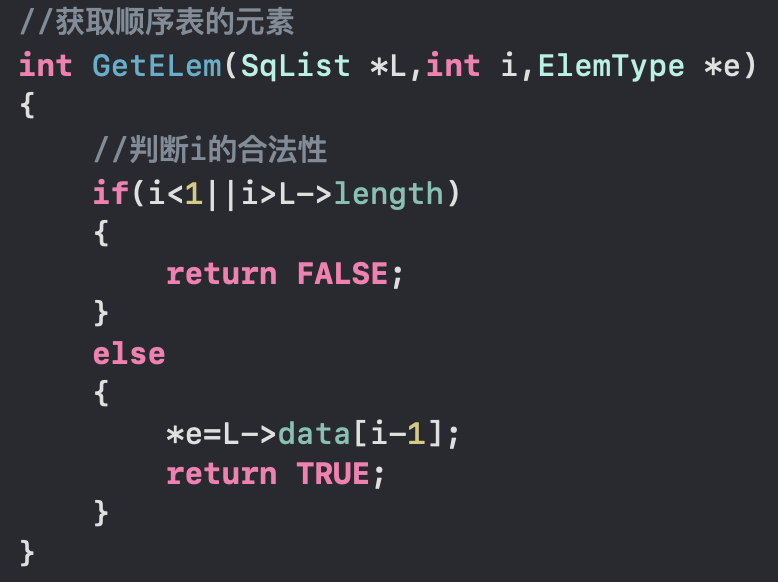 //获取顺序表的元素
int GetELem(SqList *L,int i,ElemType *e)
{
    //判断i的合法性
    if(i<1||i>L->length)
    {
        return FALSE;
    }
    else
    {
        *e=L->data[i-1];
        return TRUE;
    }
}